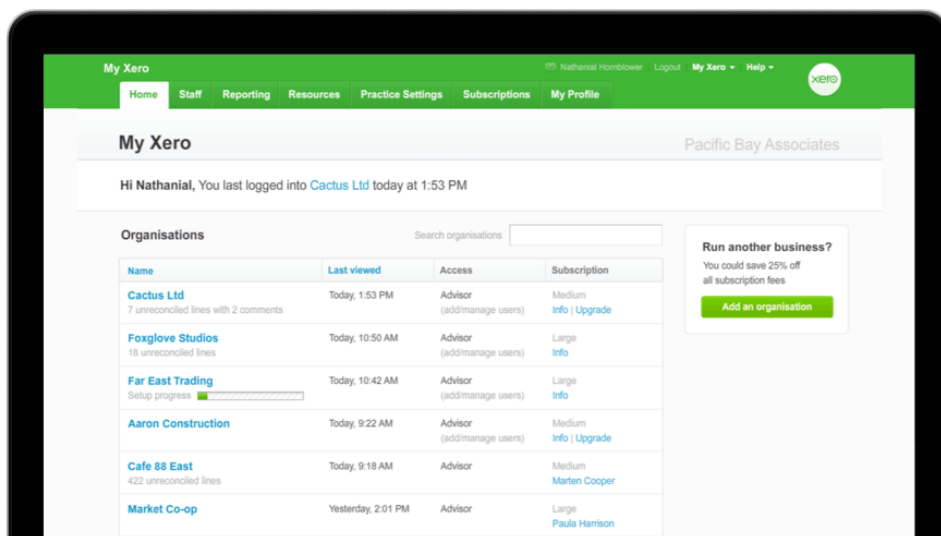 My Xero
Nathanial Hornblower Logout My Xero Help
xero
Home Staff Reporting Resources Practice Settings Subscriptions My Profile
My Xero
Pacific Bay Associates
Hi Nathanial, You last logged into Cactus Ltd today at 1:53 PM
Organisations
Search organisations
Name Last viewed Access Subscription
Cactus Ltd Today, 1:53 PM Advisor Medium
7 unreconciled lines with 2 comments (add/manage users) Info | Upgrade
Foxglove Studios Today, 10:50 AM Advisor Large
18 unreconciled lines (add/manage users) Info
Far East Trading Today, 10:42 AM Advisor Large
Setup progress (add/manage users) Info
Aaron Construction Today, 9:22 AM Advisor Medium
(add/manage users) Info | Upgrade
Cafe 88 East Today, 9:18 AM Advisor Medium
422 unreconciled lines Marten Cooper
Market Co-op Yesterday, 2:01 PM Advisor Large
Paula Harrison
Run another business?
You could save 25% off
all subscription fees
Add an organisation